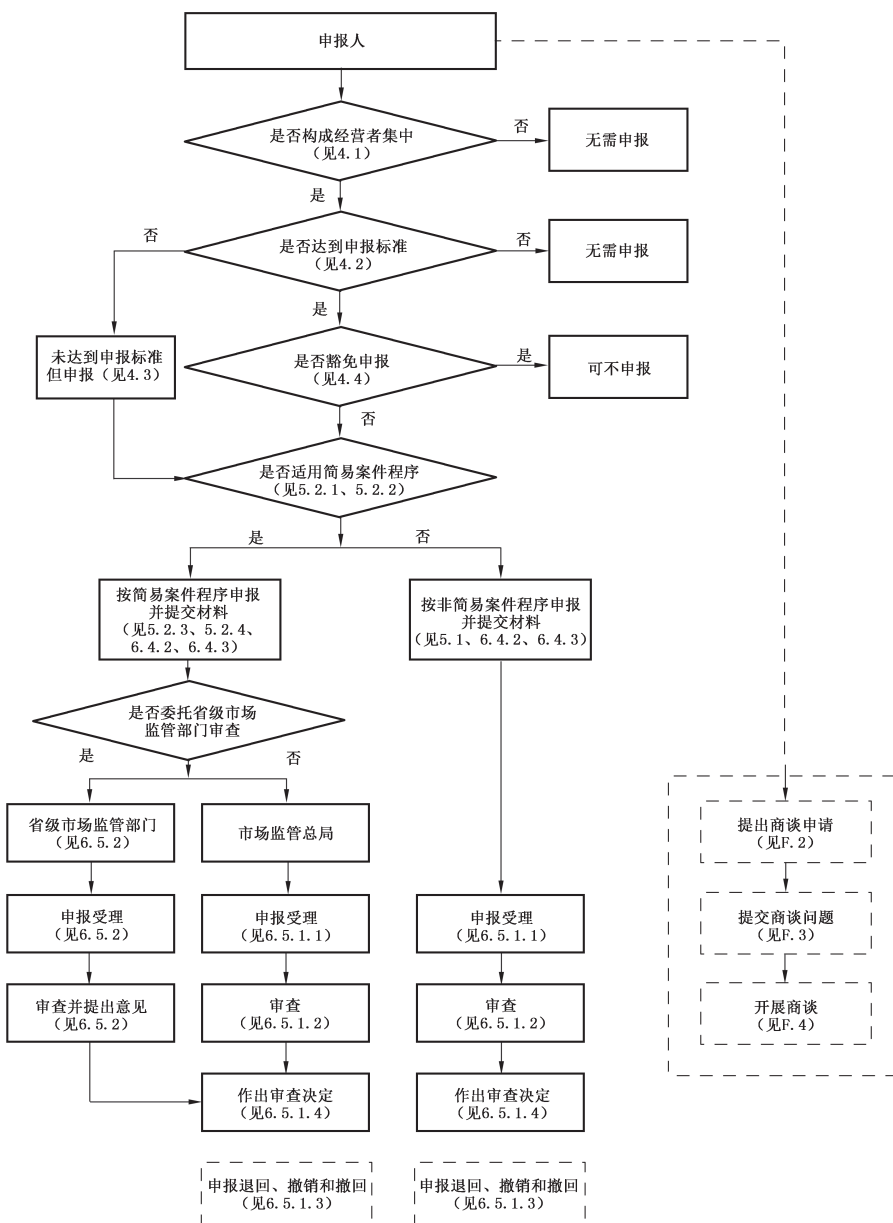 申报人
是否构成经营者集中
（见4.1）
否
无需申报
是
是否达到申报标准
（见4.2）
否
否
无需申报
是
未达到申报标准
但申报（见4.3）
是否豁免申报
（见4.4）
是
可不申报
否
是否适用简易案件程序
（见5.2.1、5.2.2）
是
否
按简易案件程序申报
并提交材料
（见5.2.3、5.2.4、
6.4.2、6.4.3）
按非简易案件程序申报
并提交材料
（见5.1、6.4.2、6.4.3）
是否委托省级市场
监管部门审查
是
否
省级市场监管部门
（见6.5.2）
市场监管总局
提出商谈申请
（见F.2）
申报受理
（见6.5.2）
申报受理
（见6.5.1.1）
申报受理
（见6.5.1.1）
提交商谈问题
（见F.3）
审查并提出意见
（见6.5.2）
审查
（见6.5.1.2）
审查
（见6.5.1.2）
开展商谈
（见F.4）
作出审查决定
（见6.5.1.4）
作出审查决定
（见6.5.1.4）
申报退回、撤销和撤回
（见6.5.1.3）
申报退回、撤销和撤回
（见6.5.1.3）